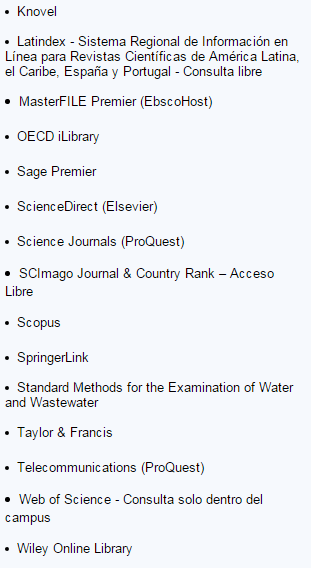 • Knovel
• Latindex - Sistema Regional de Información en
Línea para Revistas Científicas de América Latina,
el Caribe, España y Portugal - Consulta libre
• MasterFILE Premier (EbscoHost)
• OECD iLibrary
• Sage Premier
• ScienceDirect (Elsevier)
• Science Journals (ProQuest)
• SCImago Journal & Country Rank – Acceso
Libre
• Scopus
• SpringerLink
• Standard Methods for the Examination of Water
and Wastewater
• Taylor & Francis
• Telecommunications (ProQuest)
• Web of Science - Consulta solo dentro del
campus
• Wiley Online Library